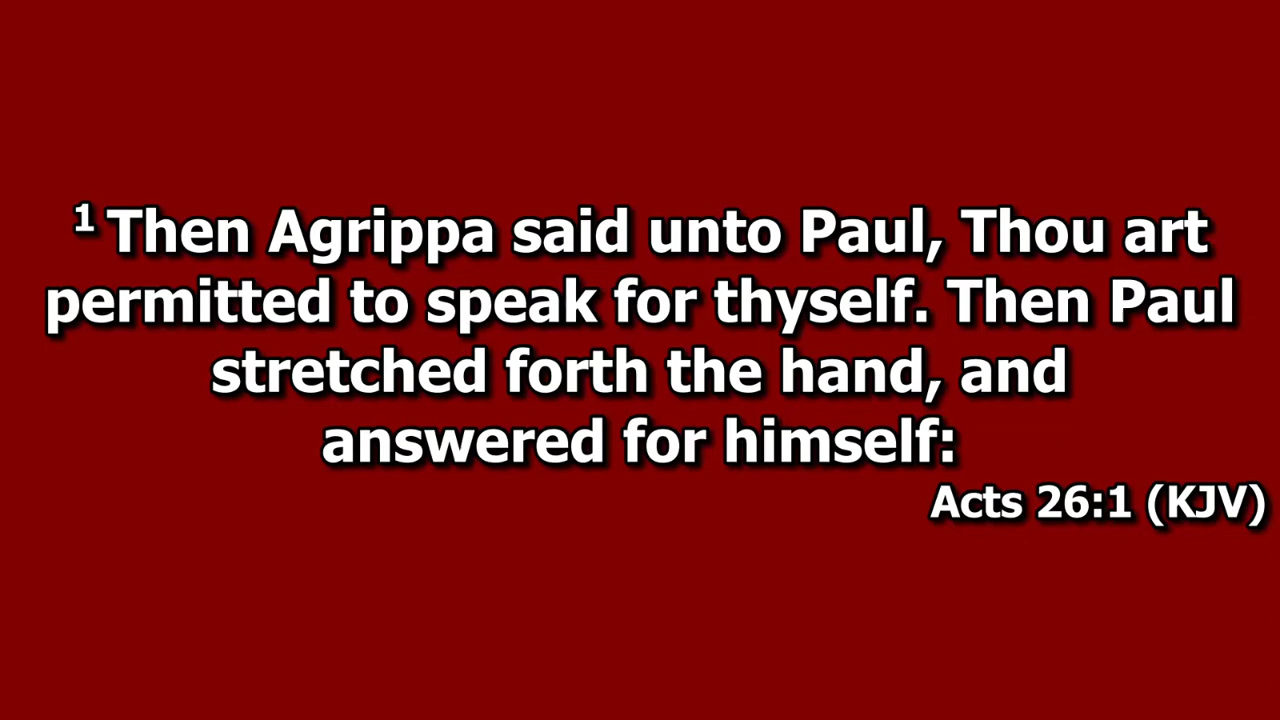 1 Then Agrippa said unto Paul, Thou art
permitted to speak for thyself. Then Paul
stretched forth the hand, and
answered for himself:
Acts 26:1 (KJV)